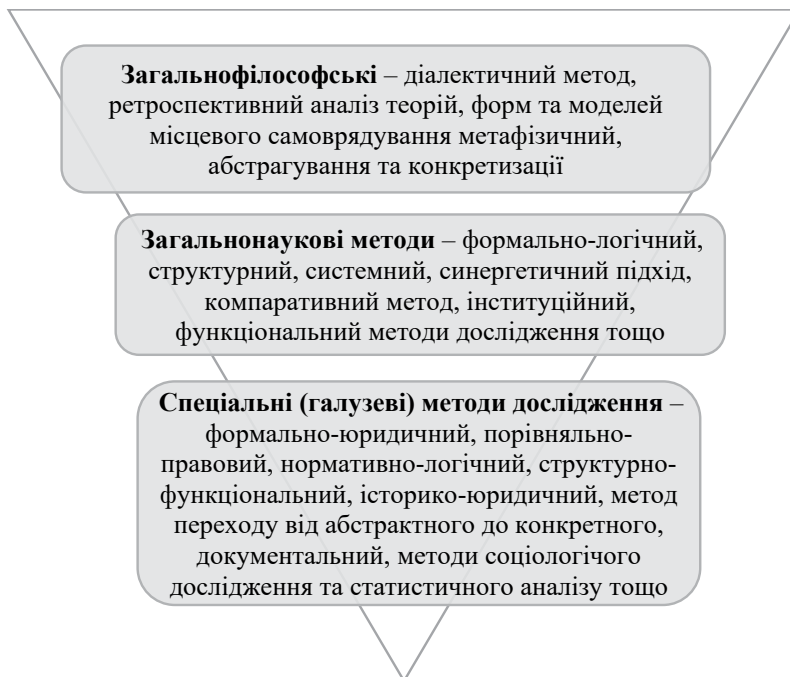 Загальнофілософські – діалектичний метод,
ретроспективний аналіз теорій, форм та моделей
місцевого самоврядування метафізичний,
абстрагування та конкретизації
Загальнонаукові методи – формально-логічний,
структурний, системний, синергетичний підхід,
компаративний метод, інституційний,
функціональний методи дослідження тощо
Спеціальні (галузеві) методи дослідження –
формально-юридичний, порівняльно-
правовий, нормативно-логічний, структурно-
функціональний, історико-юридичний, метод
переходу від абстрактного до конкретного,
документальний, методи соціологічого
дослідження та статистичного аналізу тощо